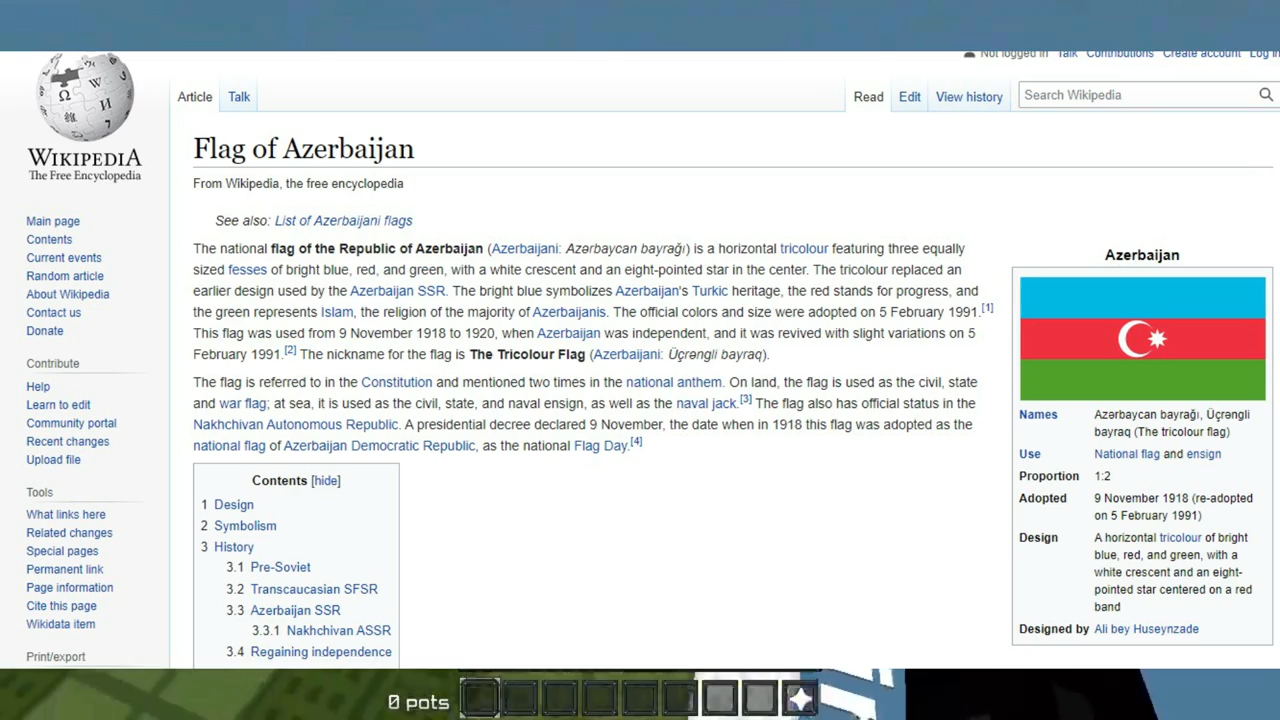 Not logged in Talk Contributions Create account Log in
Article Talk Read Edit View history Search Wikipedia
WIKIPEDIA
The Free Encyclopedia
Flag of Azerbaijan
From Wikipedia, the free encyclopedia
See also: List of Azerbaijani flags
The national flag of the Republic of Azerbaijan (Azerbaijani: Azərbaycan bayrağı) is a horizontal tricolour featuring three equally
sized fesses of bright blue, red, and green, with a white crescent and an eight-pointed star in the center. The tricolour replaced an
earlier design used by the Azerbaijan SSR. The bright blue symbolizes Azerbaijan's Turkic heritage, the red stands for progress, and
the green represents Islam, the religion of the majority of Azerbaijanis. The official colors and size were adopted on 5 February 1991.[1]
This flag was used from 9 November 1918 to 1920, when Azerbaijan was independent, and it was revived with slight variations on 5
February 1991.[2] The nickname for the flag is The Tricolour Flag (Azerbaijani: Üçrəngli bayraq).
The flag is referred to in the Constitution and mentioned two times in the national anthem. On land, the flag is used as the civil, state
and war flag; at sea, it is used as the civil, state, and naval ensign, as well as the naval jack.[3] The flag also has official status in the
Nakhchivan Autonomous Republic. A presidential decree declared 9 November, the date when in 1918 this flag was adopted as the
national flag of Azerbaijan Democratic Republic, as the national Flag Day.[4]
Contents [hide]
1 Design
2 Symbolism
3 History
3.1 Pre-Soviet
3.2 Transcaucasian SFSR
3.3 Azerbaijan SSR
3.3.1 Nakhchivan ASSR
3.4 Regaining independence
Main page
Contents
Current events
Random article
About Wikipedia
Contact us
Donate
Contribute
Help
Learn to edit
Community portal
Recent changes
Upload file
Tools
What links here
Related changes
Special pages
Permanent link
Page information
Cite this page
Wikidata item
Print/export
Azerbaijan
Names Azərbaycan bayrağı, Üçrəngli
bayraq (The tricolour flag)
Use National flag and ensign
Proportion 1:2
Adopted 9 November 1918 (re-adopted
on 5 February 1991)
Design A horizontal tricolour of bright
blue, red, and green, with a
white crescent and an eight-
pointed star centered on a red
band
Designed by Ali bey Huseynzade
0 pots